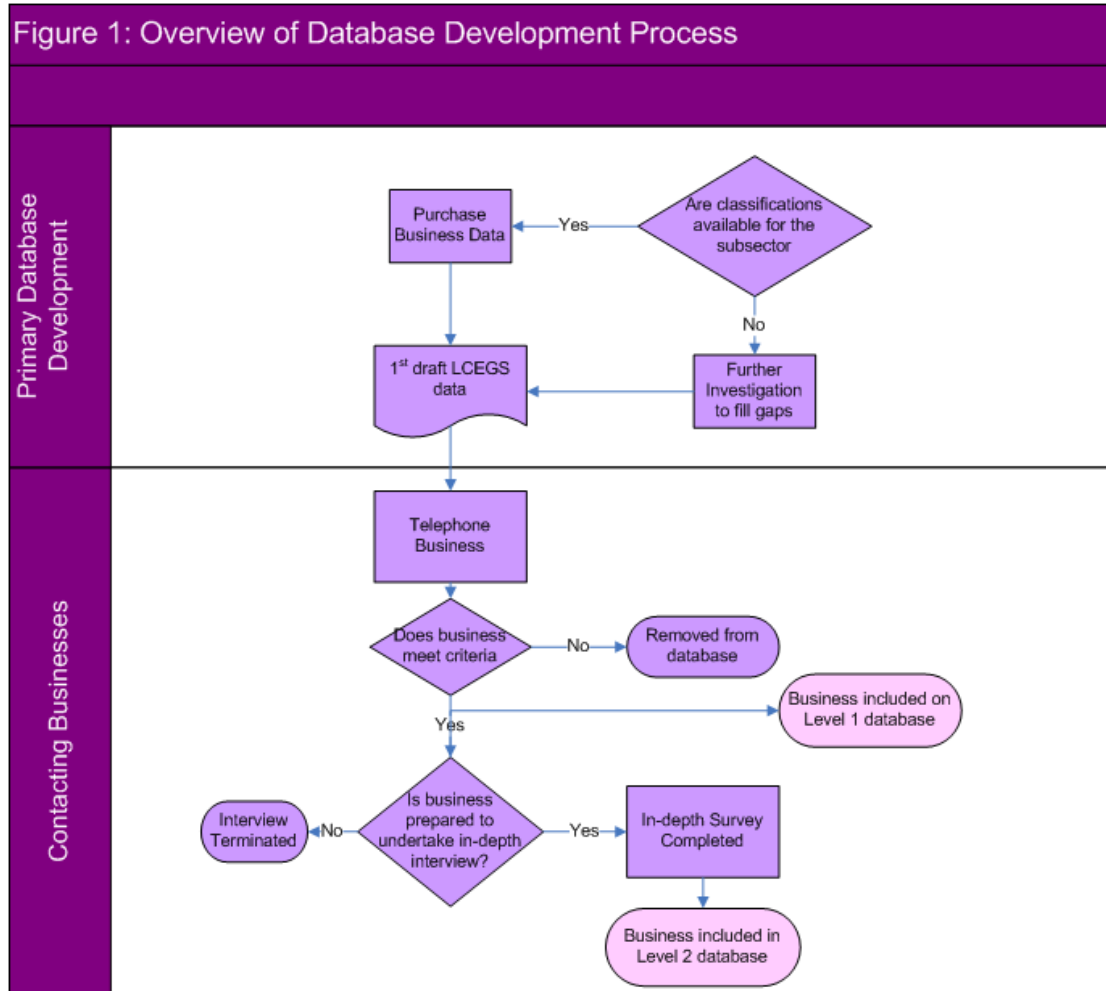 Figure 1: Overview of Database Development Process
Primary Database
Development
Are classifications
available for the
subsector
Yes
Purchase
Business Data
No
Further
Investigation
to fill gaps
1st draft LCEGS
data
Contacting Businesses
Telephone
Business
Does business
meet criteria
No
Removed from
database
Yes
Business included on
Level 1 database
Is business
prepared to
undertake in-depth
interview?
No
Interview
Terminated
Yes
In-depth Survey
Completed
Business included in
Level 2 database